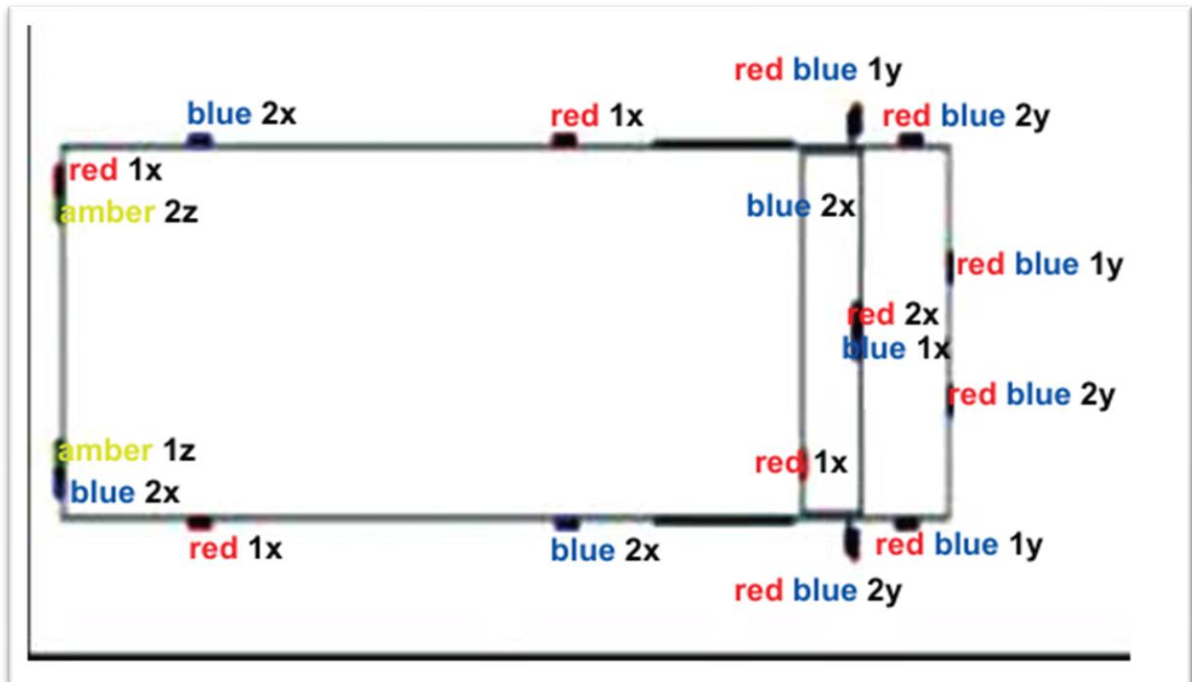 red blue 1y
blue 2x
red 1x
red blue 2y
red 1x
amber 2z
blue 2x
red blue 1y
red 2x
blue 1x
red blue 2y
amber 1z
red 1x
blue 2x
red 1x
blue 2x
red blue 1y
red blue 2y